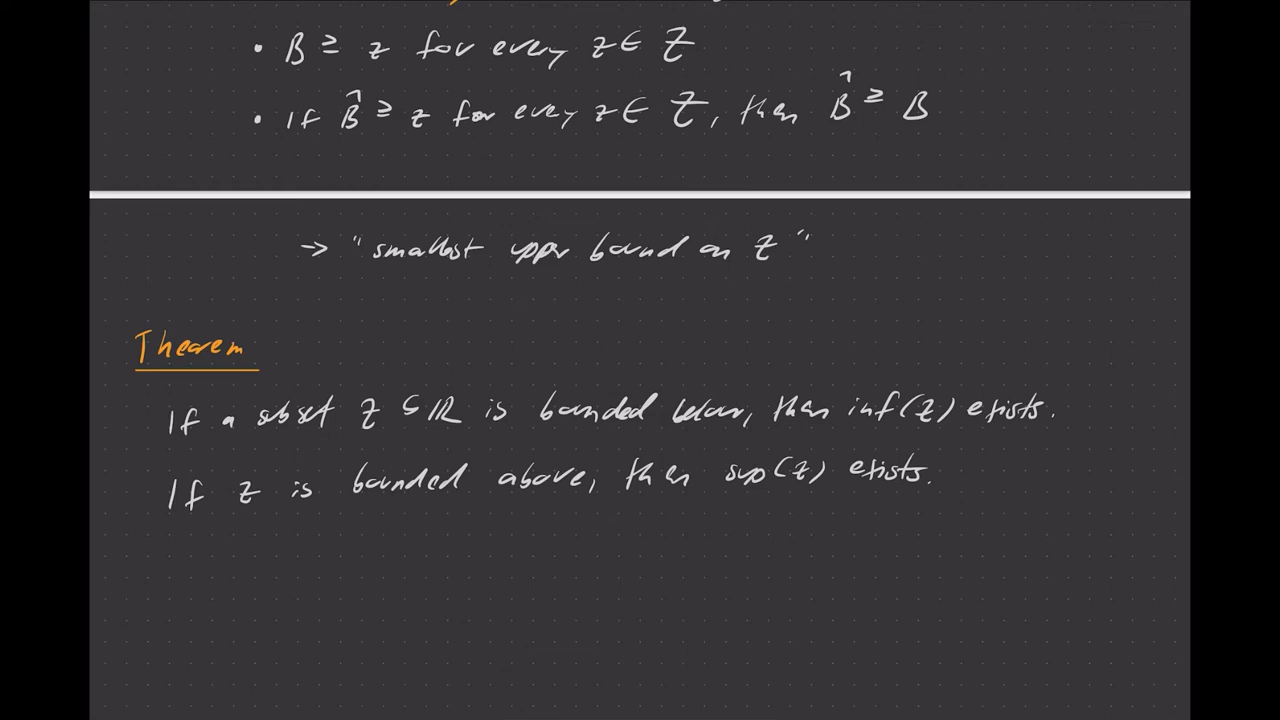 • B ≥ z for every z ∈ Z
• If B̂ ≥ z for every z ∈ Z, then B̂ ≥ B
→ "smallest upper bound on Z"
Theorem
If a subset Z ⊆ ℝ is bounded below, then inf(Z) exists.
If Z is bounded above, then sup(Z) exists.